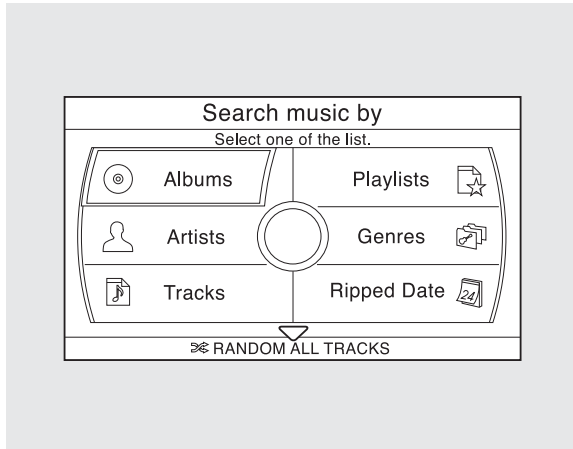 Search music by
Select one of the list.
Albums
Playlists
Artists
Genres
Tracks
Ripped Date
24
RANDOM ALL TRACKS